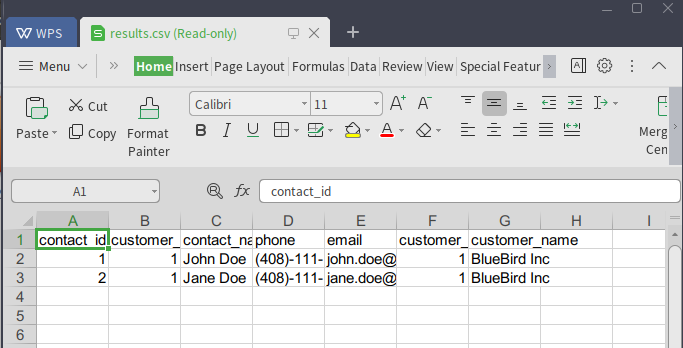 WPS results.csv (Read-only)
Menu Home Insert Page Layout Formulas Data Review View Special Featur A
Paste Cut Copy Format Painter Calibri 11 A+ A- B I U A Merg Cen
A1 fx contact_id
A B C D E F G H I
1 contact_id customer_ contact_na phone email customer_ customer_name
2 1 1 John Doe (408)-111- john.doe@ 1 BlueBird Inc
3 2 1 Jane Doe (408)-111- jane.doe@ 1 BlueBird Inc
4
5
6